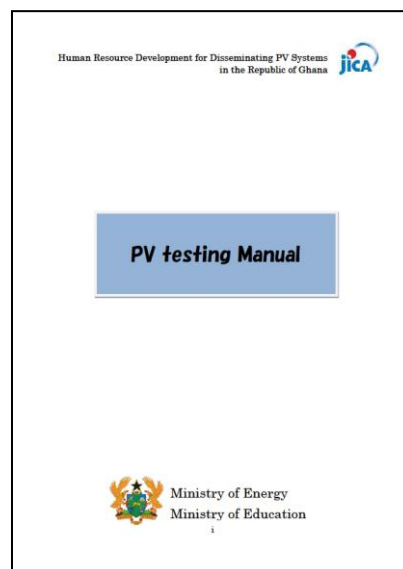 Human Resource Development for Disseminating PV Systems
in the Republic of Ghana
jICA
PV testing Manual
Ministry of Energy
Ministry of Education
i